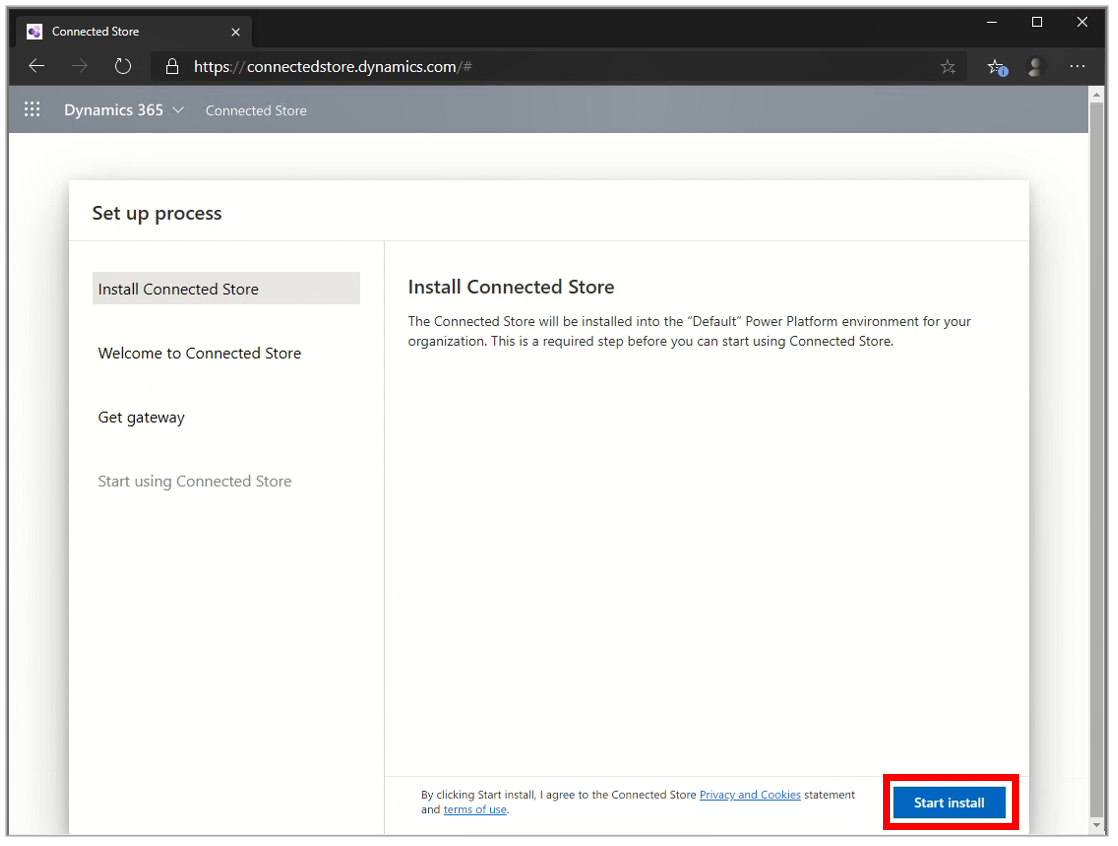 Connected Store
https://connectedstore.dynamics.com/#
Dynamics 365
Connected Store
Set up process
Install Connected Store
Welcome to Connected Store
Get gateway
Start using Connected Store
Install Connected Store
The Connected Store will be installed into the “Default” Power Platform environment for your
organization. This is a required step before you can start using Connected Store.
By clicking Start install, I agree to the Connected Store Privacy and Cookies statement
and terms of use.
Start install